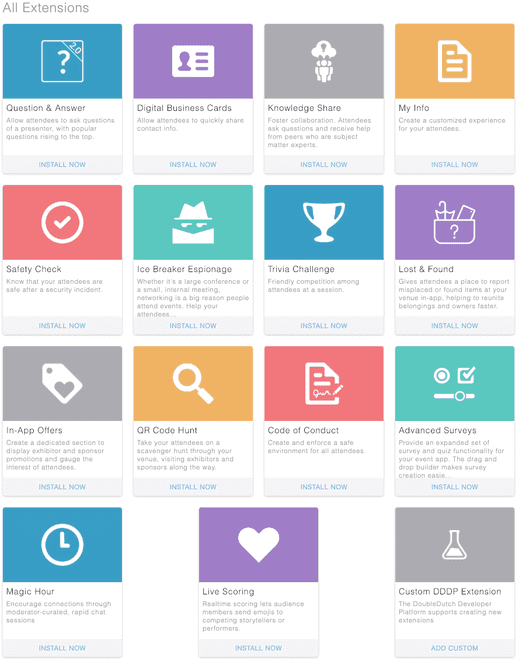 All Extensions
?
2.0
Question & Answer
Allow attendees to ask questions
of a presenter, with popular
questions rising to the top.
INSTALL NOW
Digital Business Cards
Allow attendees to quickly share
contact info.
INSTALL NOW
?
Knowledge Share
Foster collaboration. Attendees
ask questions and receive help
from peers who are subject
matter experts.
INSTALL NOW
My Info
Create a customized experience
for your attendees.
INSTALL NOW
Safety Check
Know that your attendees are
safe after a security incident.
INSTALL NOW
Ice Breaker Espionage
Whether it's a large conference or
a small, internal meeting,
networking is a big reason people
attend events. Help your
attendees...
INSTALL NOW
Trivia Challenge
Friendly competition among
attendees at a session.
INSTALL NOW
?
Lost & Found
Gives attendees a place to report
misplaced or found items at your
venue in-app, helping to reunite
belongings and owners faster.
INSTALL NOW
In-App Offers
Create a dedicated section to
display exhibitor and sponsor
promotions and gauge the
interest of attendees.
INSTALL NOW
QR Code Hunt
Take your attendees on a
scavenger hunt through your
venue, visiting exhibitors and
sponsors along the way.
INSTALL NOW
Code of Conduct
Create and enforce a safe
environment for all attendees.
INSTALL NOW
Advanced Surveys
Provide an expanded set of
survey and quiz functionality for
your event app. The drag and
drop builder makes survey
creation easie...
INSTALL NOW
Magic Hour
Encourage connections through
moderator-curated, rapid chat
sessions
INSTALL NOW
Live Scoring
Realtime scoring lets audience
members send emojis to
competing storytellers or
performers.
INSTALL NOW
Custom DDDP Extension
The DoubleDutch Developer
Platform supports creating new
extensions
ADD CUSTOM